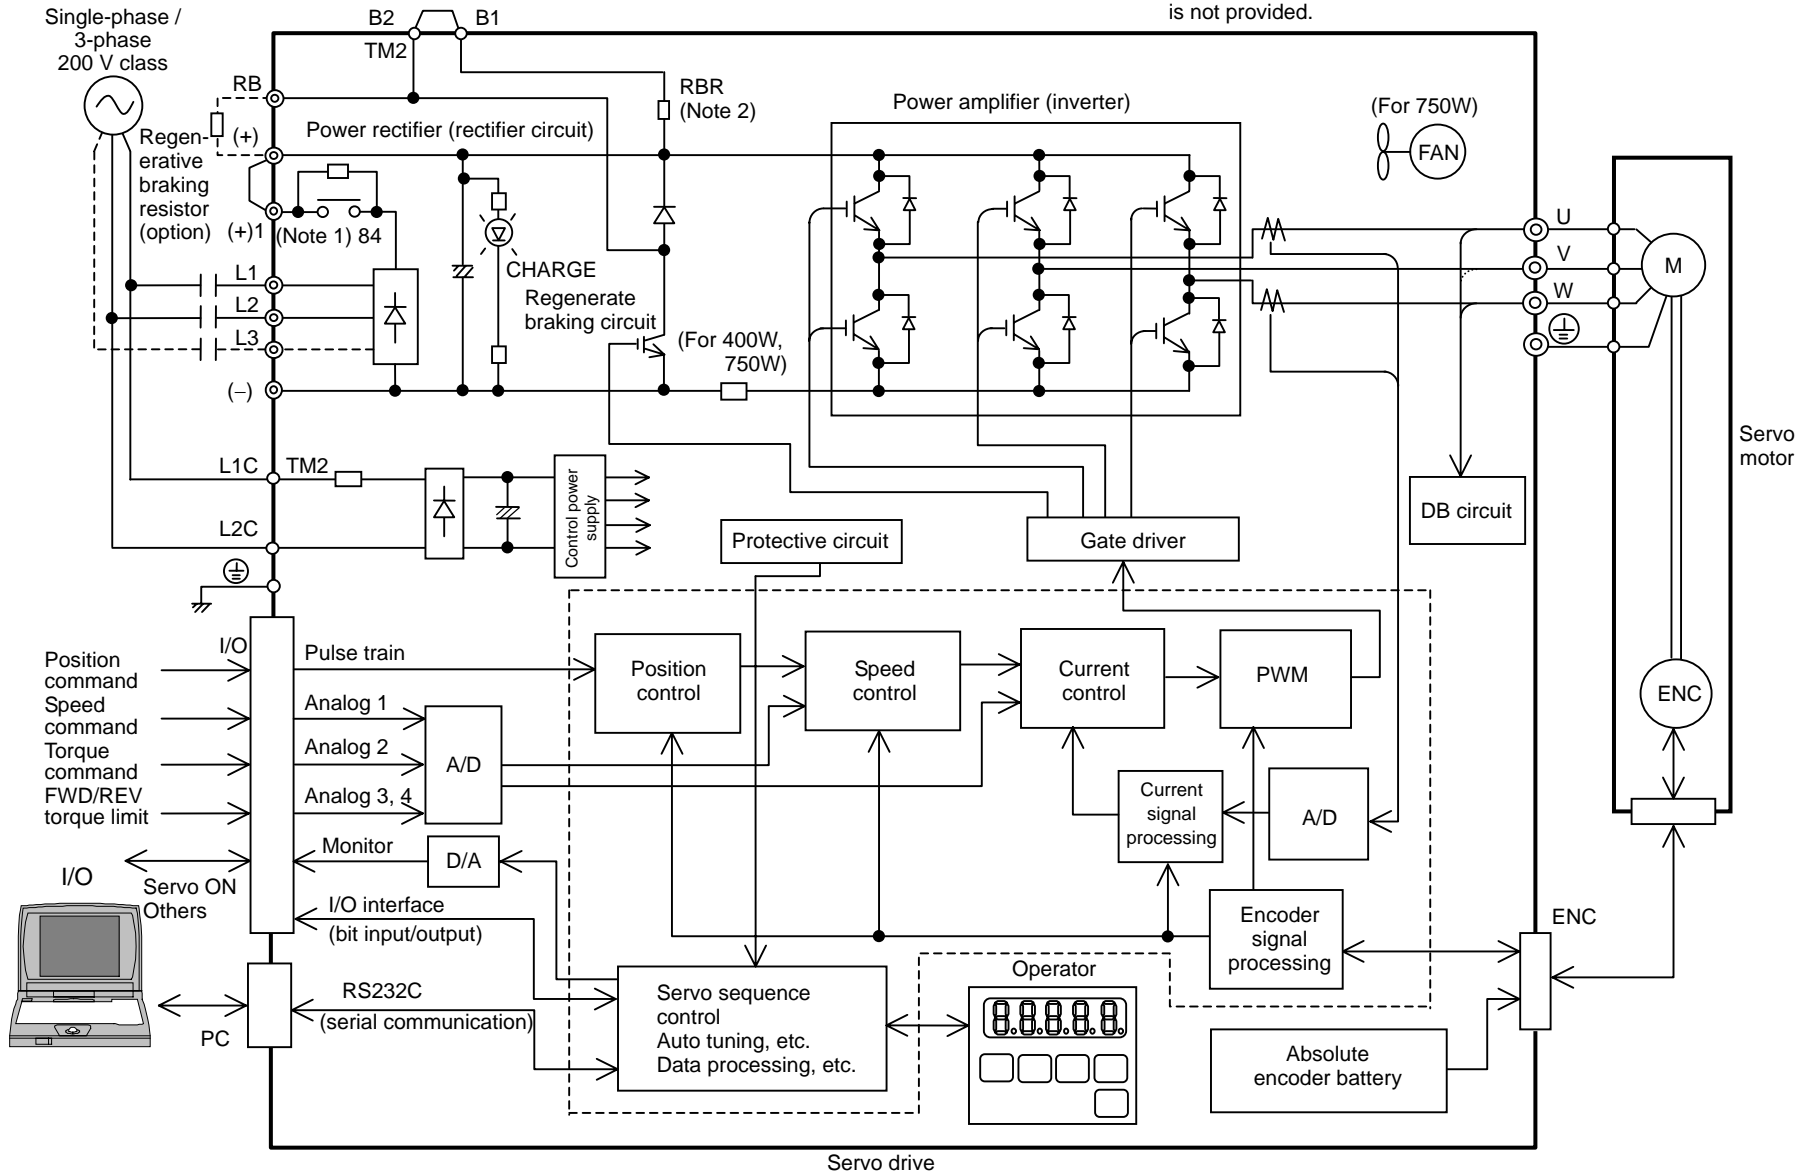 is not provided.
Single-phase /
3-phase
200 V class
B2
B1
TM2
RB
RBR
(Note 2)
Power amplifier (inverter)
(For 750W)
FAN
Regen-
erative
braking
resistor
(option)
(+)
Power rectifier (rectifier circuit)
(+)1
(Note 1) 84
U
V
W
M
L1
L2
L3
CHARGE
Regenerate
braking circuit
(For 400W,
750W)
(–)
Servo
motor
L1C
TM2
L2C
Control power
supply
Protective circuit
Gate driver
DB circuit
I/O
Position
command
Speed
command
Torque
command
FWD/REV
torque limit
Pulse train
Analog 1
Analog 2
Analog 3, 4
A/D
Position
control
Speed
control
Current
control
PWM
ENC
Current
signal
processing
A/D
Monitor
D/A
I/O
Servo ON
Others
I/O interface
(bit input/output)
Encoder
signal
processing
ENC
RS232C
(serial communication)
PC
Servo sequence
control
Auto tuning, etc.
Data processing, etc.
Operator
8.8.8.8.8.
Absolute
encoder battery
Servo drive